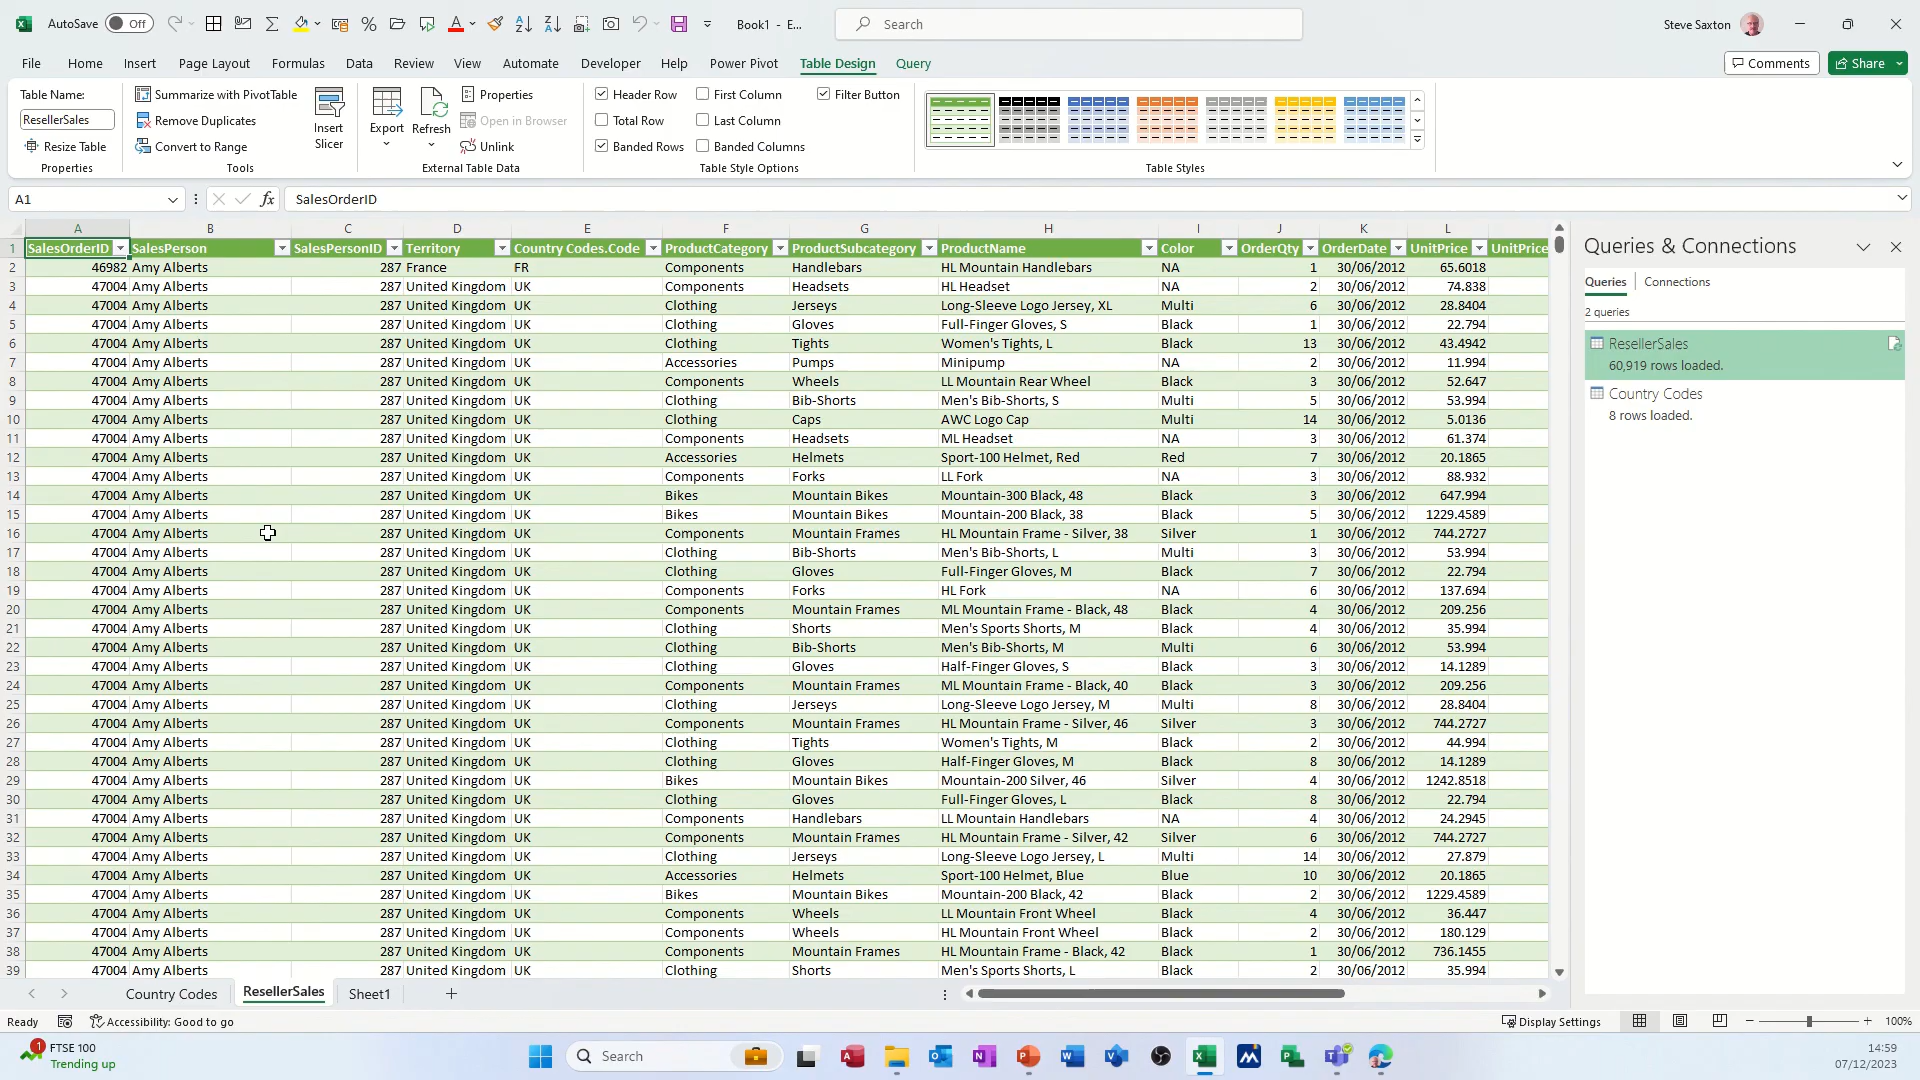 AutoSave Off Book1 - E... Search Steve Saxton
File Home Insert Page Layout Formulas Data Review View Automate Developer Help Power Pivot Table Design Query Comments Share
Table Name:
ResellerSales
Resize Table
Properties
Summarize with PivotTable
Remove Duplicates
Convert to Range
Tools
Insert
Slicer
Export
Refresh
Properties
Open in Browser
Unlink
External Table Data
Header Row First Column Filter Button
Total Row Last Column
Banded Rows Banded Columns
Table Style Options
Table Styles
A1 fx SalesOrderID
A B C D E F G H I J K L
1 SalesOrderID SalesPerson SalesPersonID Territory Country Codes.Code ProductCategory ProductSubcategory ProductName Color OrderQty OrderDate UnitPrice UnitPrice
2 46982 Amy Alberts 287 France FR Components Handlebars HL Mountain Handlebars NA 1 30/06/2012 65.6018
3 47004 Amy Alberts 287 United Kingdom UK Components Headsets HL Headset NA 2 30/06/2012 74.838
4 47004 Amy Alberts 287 United Kingdom UK Clothing Jerseys Long-Sleeve Logo Jersey, XL Multi 6 30/06/2012 28.8404
5 47004 Amy Alberts 287 United Kingdom UK Clothing Gloves Full-Finger Gloves, S Black 1 30/06/2012 22.794
6 47004 Amy Alberts 287 United Kingdom UK Clothing Tights Women's Tights, L Black 13 30/06/2012 43.4942
7 47004 Amy Alberts 287 United Kingdom UK Accessories Pumps Minipump NA 2 30/06/2012 11.994
8 47004 Amy Alberts 287 United Kingdom UK Components Wheels LL Mountain Rear Wheel Black 3 30/06/2012 52.647
9 47004 Amy Alberts 287 United Kingdom UK Clothing Bib-Shorts Men's Bib-Shorts, S Black 5 30/06/2012 53.994
10 47004 Amy Alberts 287 United Kingdom UK Clothing Caps AWC Logo Cap Multi 14 30/06/2012 5.0136
11 47004 Amy Alberts 287 United Kingdom UK Components Headsets ML Headset NA 3 30/06/2012 61.374
12 47004 Amy Alberts 287 United Kingdom UK Accessories Helmets Sport-100 Helmet, Red Red 7 30/06/2012 20.1865
13 47004 Amy Alberts 287 United Kingdom UK Components Forks LL Fork NA 3 30/06/2012 88.932
14 47004 Amy Alberts 287 United Kingdom UK Bikes Mountain Bikes Mountain-300 Black, 48 Black 3 30/06/2012 647.994
15 47004 Amy Alberts 287 United Kingdom UK Bikes Mountain Bikes Mountain-200 Black, 38 Black 5 30/06/2012 1229.4589
16 47004 Amy Alberts 287 United Kingdom UK Components Mountain Frames HL Mountain Frame - Silver, 38 Silver 1 30/06/2012 744.2727
17 47004 Amy Alberts 287 United Kingdom UK Clothing Bib-Shorts Men's Bib-Shorts, L Multi 3 30/06/2012 53.994
18 47004 Amy Alberts 287 United Kingdom UK Clothing Gloves Full-Finger Gloves, M Black 7 30/06/2012 22.794
19 47004 Amy Alberts 287 United Kingdom UK Components Forks HL Fork NA 6 30/06/2012 137.694
20 47004 Amy Alberts 287 United Kingdom UK Components Mountain Frames ML Mountain Frame - Black, 48 Black 4 30/06/2012 209.256
21 47004 Amy Alberts 287 United Kingdom UK Clothing Shorts Men's Sports Shorts, M Black 4 30/06/2012 35.994
22 47004 Amy Alberts 287 United Kingdom UK Clothing Bib-Shorts Men's Bib-Shorts, M Multi 6 30/06/2012 53.994
23 47004 Amy Alberts 287 United Kingdom UK Clothing Gloves Half-Finger Gloves, S Black 3 30/06/2012 14.1289
24 47004 Amy Alberts 287 United Kingdom UK Components Mountain Frames ML Mountain Frame - Black, 40 Black 3 30/06/2012 209.256
25 47004 Amy Alberts 287 United Kingdom UK Clothing Jerseys Long-Sleeve Logo Jersey, M Multi 8 30/06/2012 28.8404
26 47004 Amy Alberts 287 United Kingdom UK Components Mountain Frames HL Mountain Frame - Silver, 46 Silver 3 30/06/2012 744.2727
27 47004 Amy Alberts 287 United Kingdom UK Clothing Tights Women's Tights, M Black 2 30/06/2012 44.994
28 47004 Amy Alberts 287 United Kingdom UK Clothing Gloves Half-Finger Gloves, M Black 8 30/06/2012 14.1289
29 47004 Amy Alberts 287 United Kingdom UK Bikes Mountain Bikes Mountain-200 Silver, 46 Silver 4 30/06/2012 1242.8518
30 47004 Amy Alberts 287 United Kingdom UK Clothing Gloves Full-Finger Gloves, L Black 8 30/06/2012 22.794
31 47004 Amy Alberts 287 United Kingdom UK Components Handlebars LL Mountain Handlebars NA 4 30/06/2012 24.2945
32 47004 Amy Alberts 287 United Kingdom UK Components Mountain Frames HL Mountain Frame - Silver, 42 Silver 6 30/06/2012 744.2727
33 47004 Amy Alberts 287 United Kingdom UK Clothing Jerseys Long-Sleeve Logo Jersey, L Multi 14 30/06/2012 27.879
34 47004 Amy Alberts 287 United Kingdom UK Accessories Helmets Sport-100 Helmet, Blue Blue 10 30/06/2012 20.1865
35 47004 Amy Alberts 287 United Kingdom UK Bikes Mountain Bikes Mountain-200 Black, 42 Black 2 30/06/2012 1229.4589
36 47004 Amy Alberts 287 United Kingdom UK Components Wheels LL Mountain Front Wheel Black 4 30/06/2012 36.447
37 47004 Amy Alberts 287 United Kingdom UK Components Wheels HL Mountain Front Wheel Black 2 30/06/2012 180.129
38 47004 Amy Alberts 287 United Kingdom UK Components Mountain Frames HL Mountain Frame - Black, 42 Black 1 30/06/2012 736.1455
39 47004 Amy Alberts 287 United Kingdom UK Clothing Shorts Men's Sports Shorts, L Black 2 30/06/2012 35.994
Queries & Connections
Queries Connections
2 queries
ResellerSales
60,919 rows loaded.
Country Codes
8 rows loaded.
Country Codes ResellerSales Sheet1
Ready Accessibility: Good to go Display Settings 100%
1 FTSE 100
Trending up
Search
14:59
07/12/2023